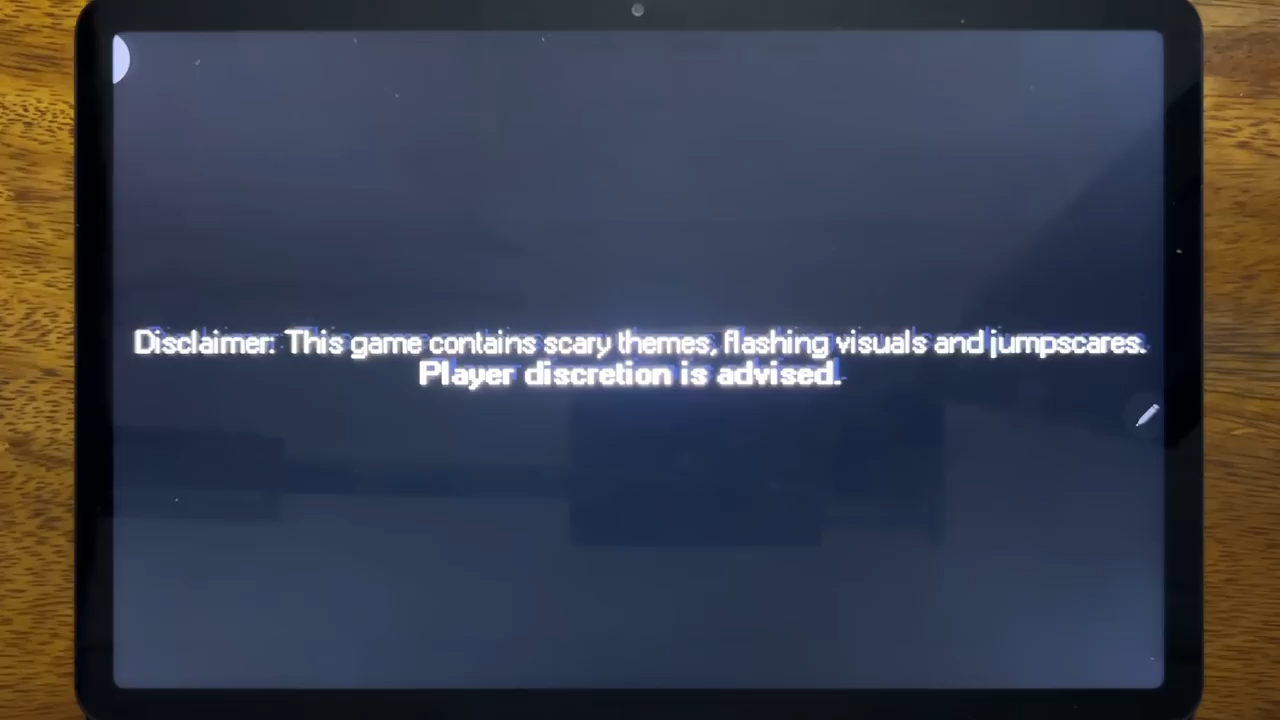 Disclaimer: This game contains scary themes, flashing visuals and jumpscares.
Player discretion is advised.